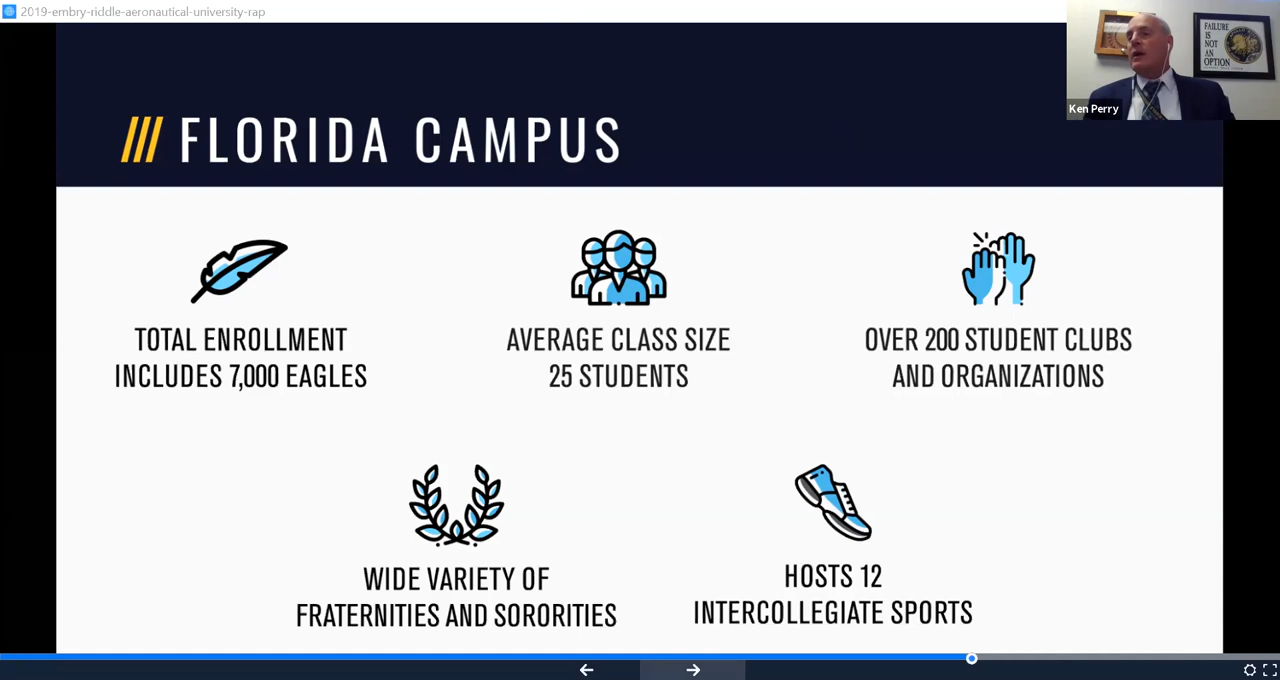 2019-embry-riddle-aeronautical-university-rap
FAILURE
IS
NOT
AN
OPTION
Ken Perry
FLORIDA CAMPUS
TOTAL ENROLLMENT
INCLUDES 7,000 EAGLES
AVERAGE CLASS SIZE
25 STUDENTS
OVER 200 STUDENT CLUBS
AND ORGANIZATIONS
WIDE VARIETY OF
FRATERNITIES AND SORORITIES
HOSTS 12
INTERCOLLEGIATE SPORTS